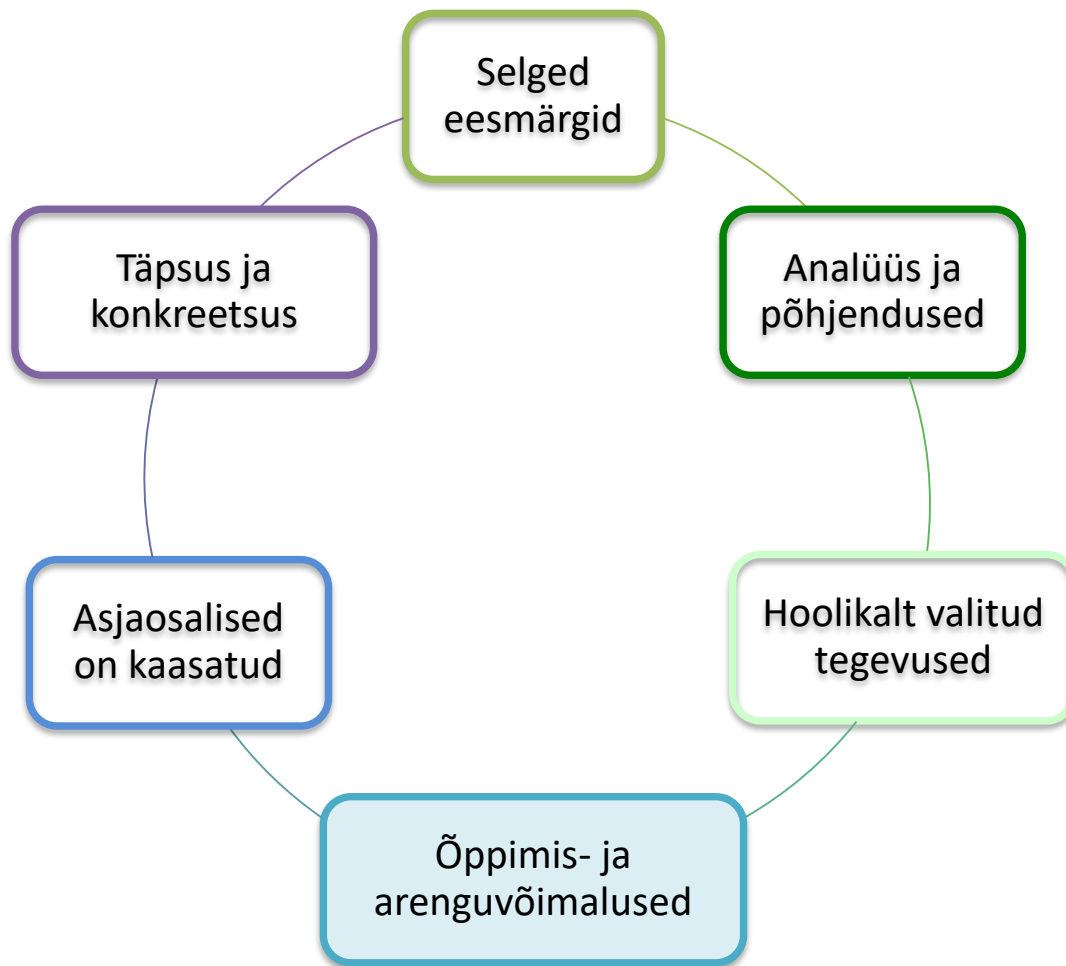 Selged
eesmärgid
Analüüs ja
põhjendused
Hoolikalt valitud
tegevused
Õppimis- ja
arenguvõimalused
Asjaosalised
on kaasatud
Täpsus ja
konkreetsus